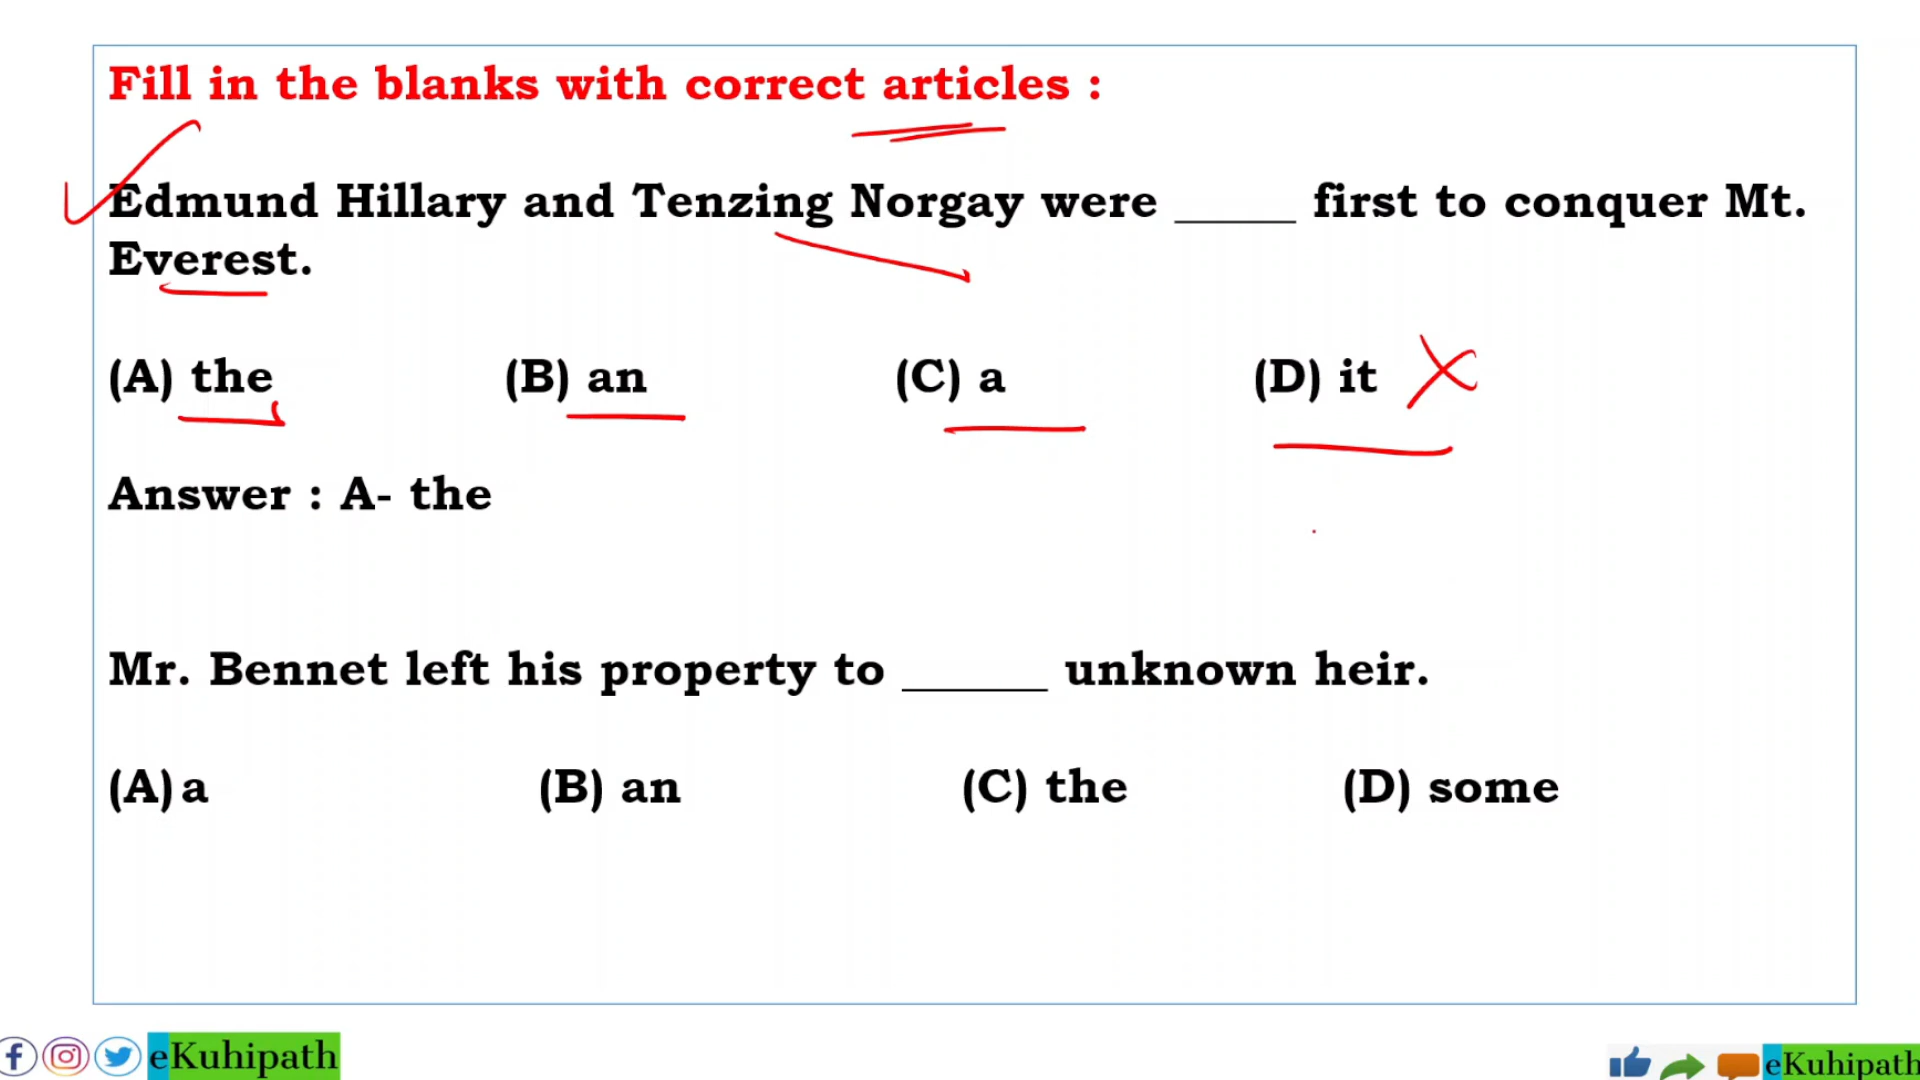 Fill in the blanks with correct articles :
Edmund Hillary and Tenzing Norgay were _____ first to conquer Mt.
Everest.
(A) the (B) an (C) a (D) it
Answer : A- the
Mr. Bennet left his property to ______ unknown heir.
(A) a (B) an (C) the (D) some
eKuhipath eKuhipath